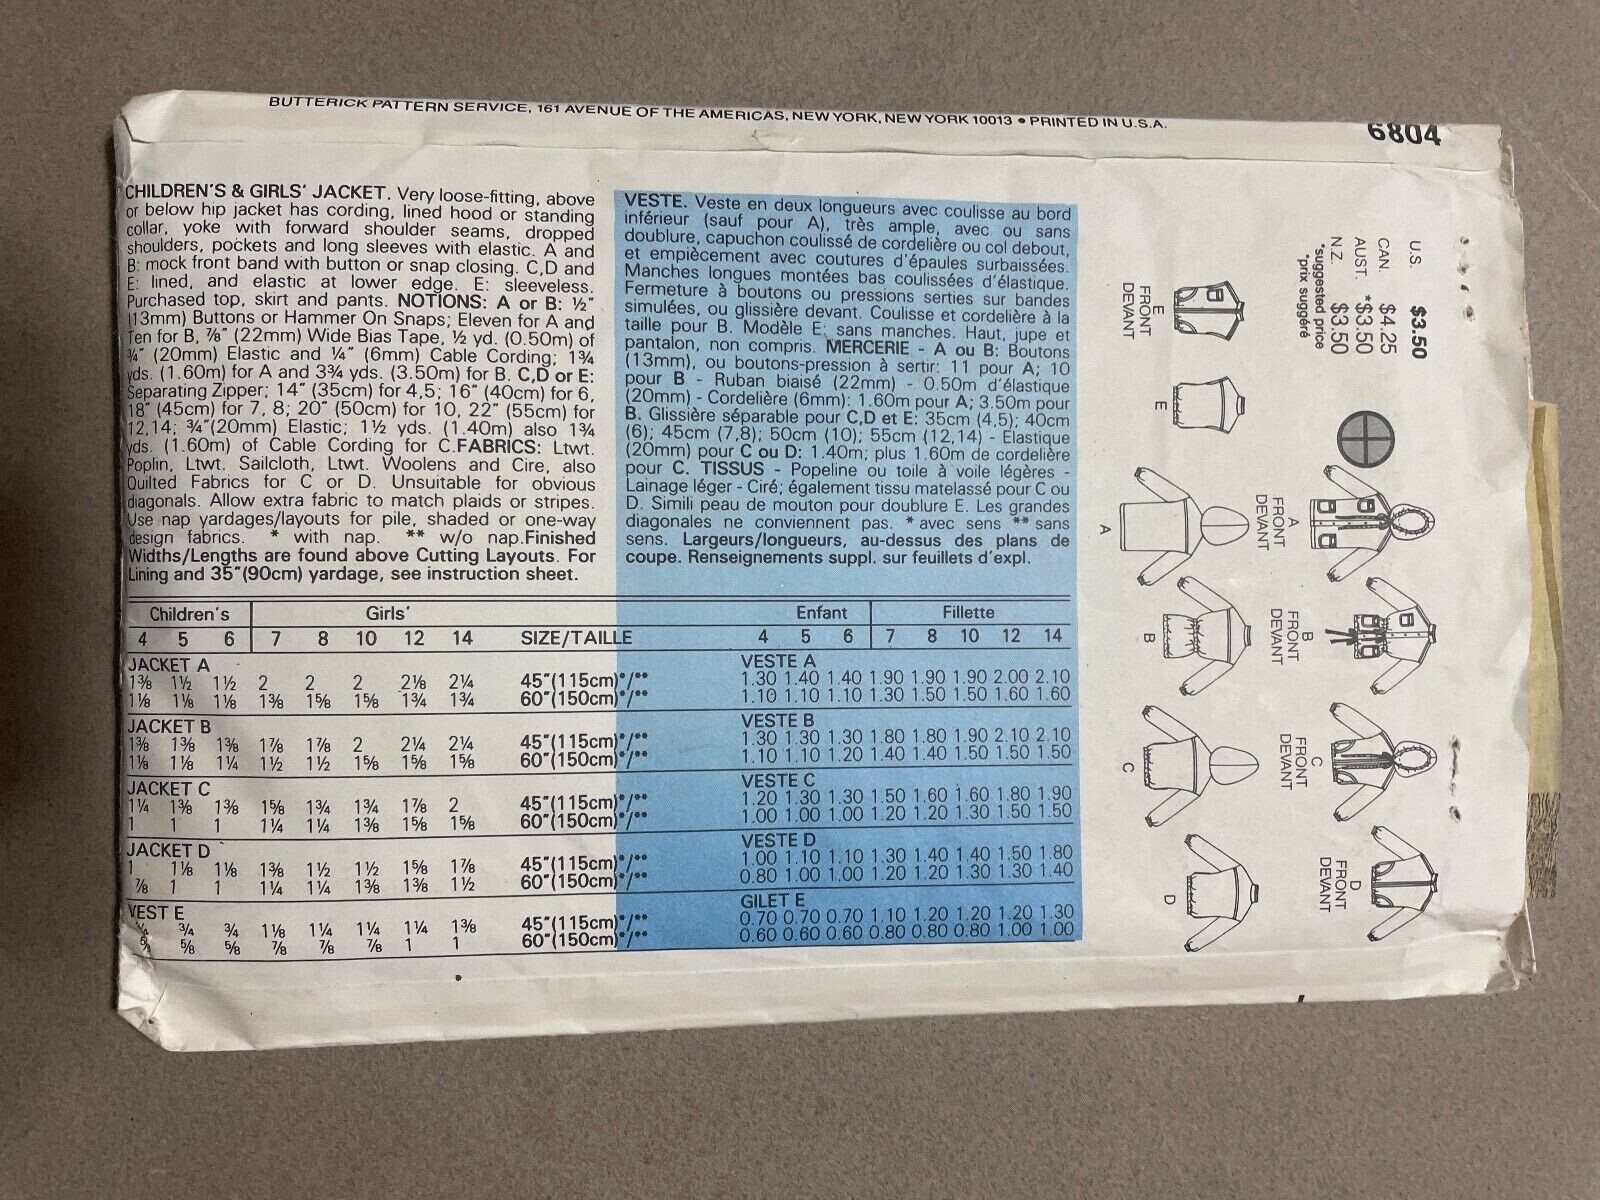 BUTTERICK PATTERN SERVICE, 161 AVENUE OF THE AMERICAS, NEW YORK, NEW YORK 10013 • PRINTED IN U.S.A.
6804
CHILDREN'S & GIRLS' JACKET. Very loose-fitting, above
or below hip jacket has cording, lined hood or standing
collar, yoke with forward shoulder seams, dropped
shoulders, pockets and long sleeves with elastic. A and
B: mock front band with button or snap closing. C,D and
E: lined, and elastic at lower edge. E: sleeveless.
Purchased top, skirt and pants. NOTIONS: A or B: ½"
(13mm) Buttons or Hammer On Snaps; Eleven for A and
Ten for B, ⅞" (22mm) Wide Bias Tape, ½ yd. (0.50m) of
¾" (20mm) Elastic and ¼" (6mm) Cable Cording; 1¾
yds. (1.60m) for A and 3¾ yds. (3.50m) for B. C,D or E:
Separating Zipper; 14" (35cm) for 4,5; 16" (40cm) for 6,
18" (45cm) for 7, 8; 20" (50cm) for 10, 22" (55cm) for
12,14; ¾"(20mm) Elastic; 1½ yds. (1.40m) also 1¾
yds. (1.60m) of Cable Cording for C.FABRICS: Ltwt.
Poplin, Ltwt. Sailcloth, Ltwt. Woolens and Cire, also
Quilted Fabrics for C or D. Unsuitable for obvious
diagonals. Allow extra fabric to match plaids or stripes.
Use nap yardages/layouts for pile, shaded or one-way
design fabrics. * with nap. ** w/o nap.Finished
Widths/Lengths are found above Cutting Layouts. For
Lining and 35"(90cm) yardage, see instruction sheet.
VESTE. Veste en deux longueurs avec coulisse au bord
inférieur (sauf pour A), très ample, avec ou sans
doublure, capuchon coulissé de cordelière ou col debout,
et empiècement avec coutures d'épaules surbaissées.
Manches longues montées bas coulissées d'élastique.
Fermeture à boutons ou pressions serties sur bandes
simulées, ou glissière devant. Coulisse et cordelière à la
taille pour B. Modèle E: sans manches. Haut, jupe et
pantalon, non compris. MERCERIE - A ou B: Boutons
(13mm), ou boutons-pression à sertir: 11 pour A; 10
pour B - Ruban biaisé (22mm) - 0.50m d'élastique
(20mm) - Cordelière (6mm): 1.60m pour A; 3.50m pour
B. Glissière séparable pour C,D et E: 35cm (4,5); 40cm
(6); 45cm (7,8); 50cm (10); 55cm (12,14) - Elastique
(20mm) pour C ou D: 1.40m; plus 1.60m de cordelière
pour C. TISSUS - Popeline ou toile à voile légères -
Lainage léger - Ciré; également tissu matelassé pour C ou
D. Simili peau de mouton pour doublure E. Les grandes
diagonales ne conviennent pas. * avec sens ** sans
sens. Largeurs/longueurs, au-dessus des plans de
coupe. Renseignements suppl. sur feuillets d'expl.
Children's Girls' Enfant Fillette
4 5 6 7 8 10 12 14 SIZE/TAILLE 4 5 6 7 8 10 12 14
JACKET A VESTE A
1⅜ 1½ 1½ 2 2 2 2⅛ 2¼ 45"(115cm)*/** 1.30 1.40 1.40 1.90 1.90 1.90 2.00 2.10
1⅛ 1⅛ 1⅛ 1⅜ 1⅝ 1⅝ 1¾ 1¾ 60"(150cm)*/** 1.10 1.10 1.10 1.30 1.50 1.50 1.60 1.60
JACKET B VESTE B
1⅜ 1⅜ 1⅜ 1⅞ 1⅞ 2 2¼ 2¼ 45"(115cm)*/** 1.30 1.30 1.30 1.80 1.80 1.90 2.10 2.10
1⅛ 1⅛ 1¼ 1½ 1½ 1⅝ 1⅝ 1⅝ 60"(150cm)*/** 1.10 1.10 1.20 1.40 1.40 1.50 1.50 1.50
JACKET C VESTE C
1¼ 1⅜ 1⅜ 1⅝ 1¾ 1¾ 1⅞ 2 45"(115cm)*/** 1.20 1.30 1.30 1.50 1.60 1.60 1.80 1.90
1 1 1 1¼ 1¼ 1⅜ 1⅝ 1⅝ 60"(150cm)*/** 1.00 1.00 1.00 1.20 1.20 1.30 1.50 1.50
JACKET D VESTE D
1 1⅛ 1⅛ 1⅜ 1½ 1½ 1⅝ 1⅞ 45"(115cm)*/** 1.00 1.10 1.10 1.30 1.40 1.40 1.50 1.80
⅞ 1 1 1¼ 1¼ 1⅜ 1⅜ 1½ 60"(150cm)*/** 0.80 1.00 1.00 1.20 1.20 1.30 1.30 1.40
VEST E GILET E
¾ ¾ ¾ 1⅛ 1¼ 1¼ 1¼ 1⅜ 45"(115cm)*/** 0.70 0.70 0.70 1.10 1.20 1.20 1.20 1.30
⅝ ⅝ ⅝ ⅞ ⅞ ⅞ 1 1 60"(150cm)*/** 0.60 0.60 0.60 0.80 0.80 0.80 1.00 1.00
U.S. $3.50
CAN. $4.25
AUST. *$3.50
N.Z. $3.50
*suggested price
*prix suggéré
A
FRONT
DEVANT
B
FRONT
DEVANT
C
FRONT
DEVANT
D
FRONT
DEVANT
E
FRONT
DEVANT
E
A
B
C
D